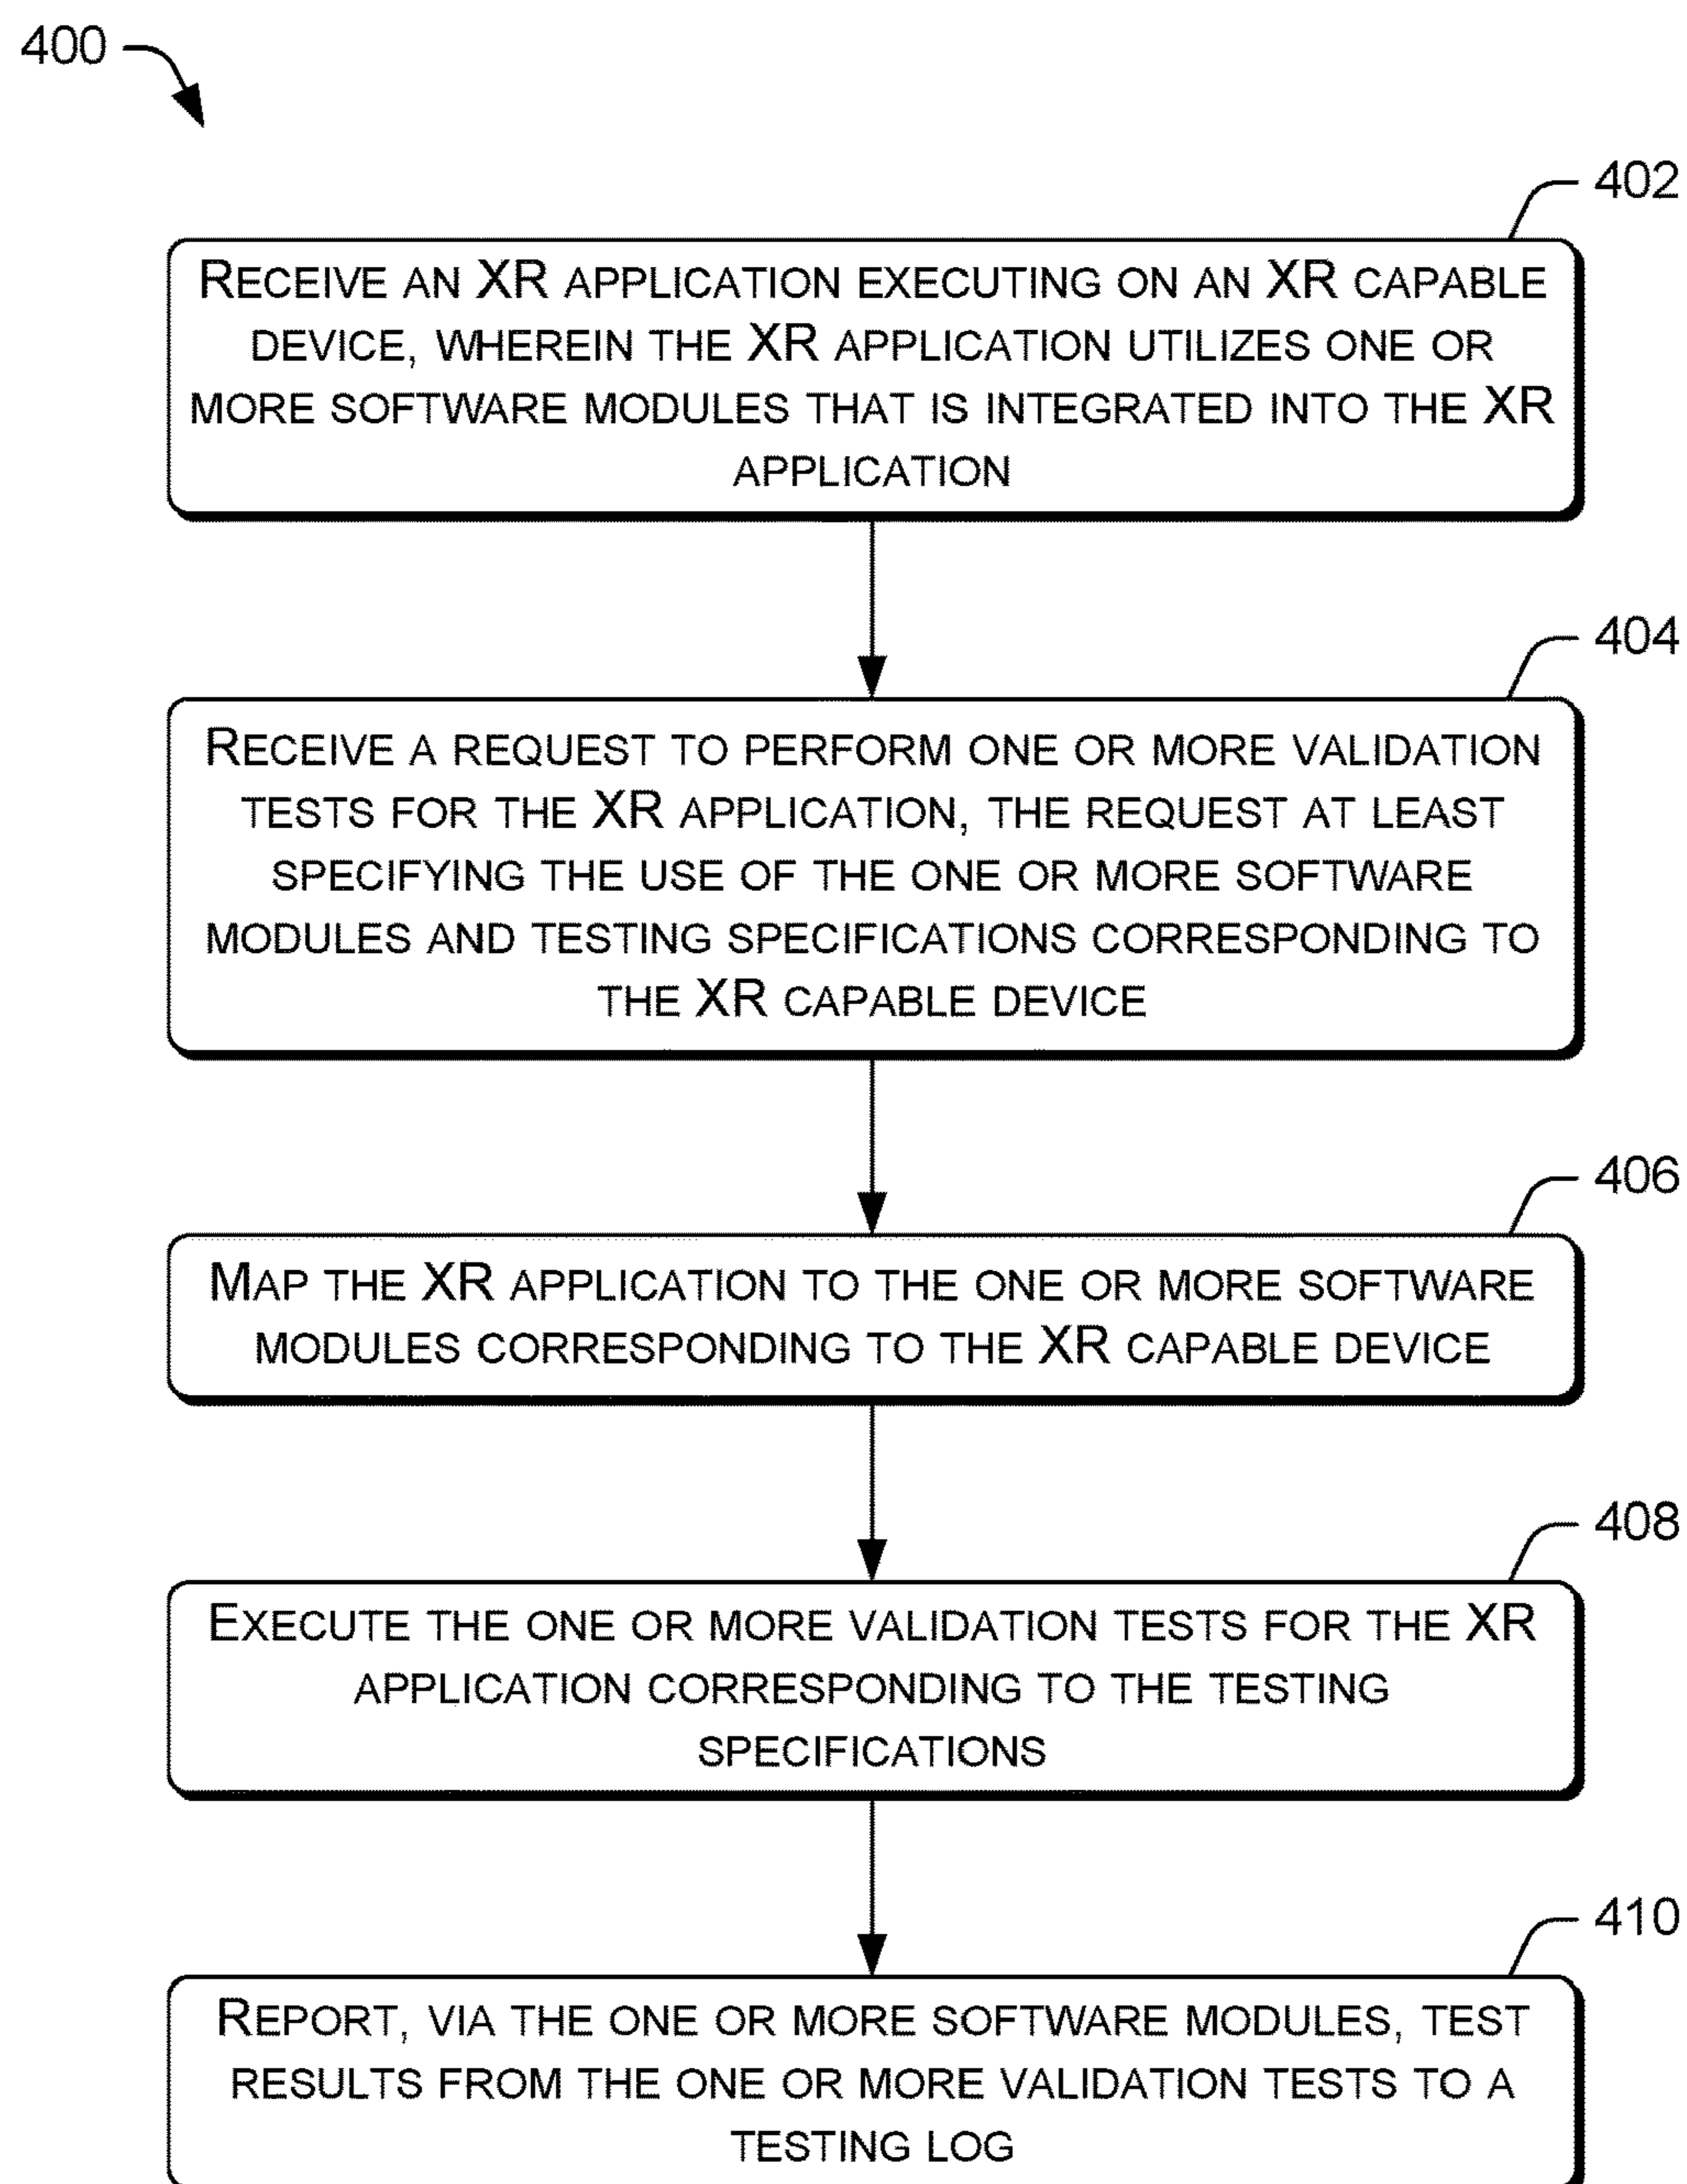 400
402
RECEIVE AN XR APPLICATION EXECUTING ON AN XR CAPABLE
DEVICE, WHEREIN THE XR APPLICATION UTILIZES ONE OR
MORE SOFTWARE MODULES THAT IS INTEGRATED INTO THE XR
APPLICATION
404
RECEIVE A REQUEST TO PERFORM ONE OR MORE VALIDATION
TESTS FOR THE XR APPLICATION, THE REQUEST AT LEAST
SPECIFYING THE USE OF THE ONE OR MORE SOFTWARE
MODULES AND TESTING SPECIFICATIONS CORRESPONDING TO
THE XR CAPABLE DEVICE
406
MAP THE XR APPLICATION TO THE ONE OR MORE SOFTWARE
MODULES CORRESPONDING TO THE XR CAPABLE DEVICE
408
EXECUTE THE ONE OR MORE VALIDATION TESTS FOR THE XR
APPLICATION CORRESPONDING TO THE TESTING
SPECIFICATIONS
410
REPORT, VIA THE ONE OR MORE SOFTWARE MODULES, TEST
RESULTS FROM THE ONE OR MORE VALIDATION TESTS TO A
TESTING LOG